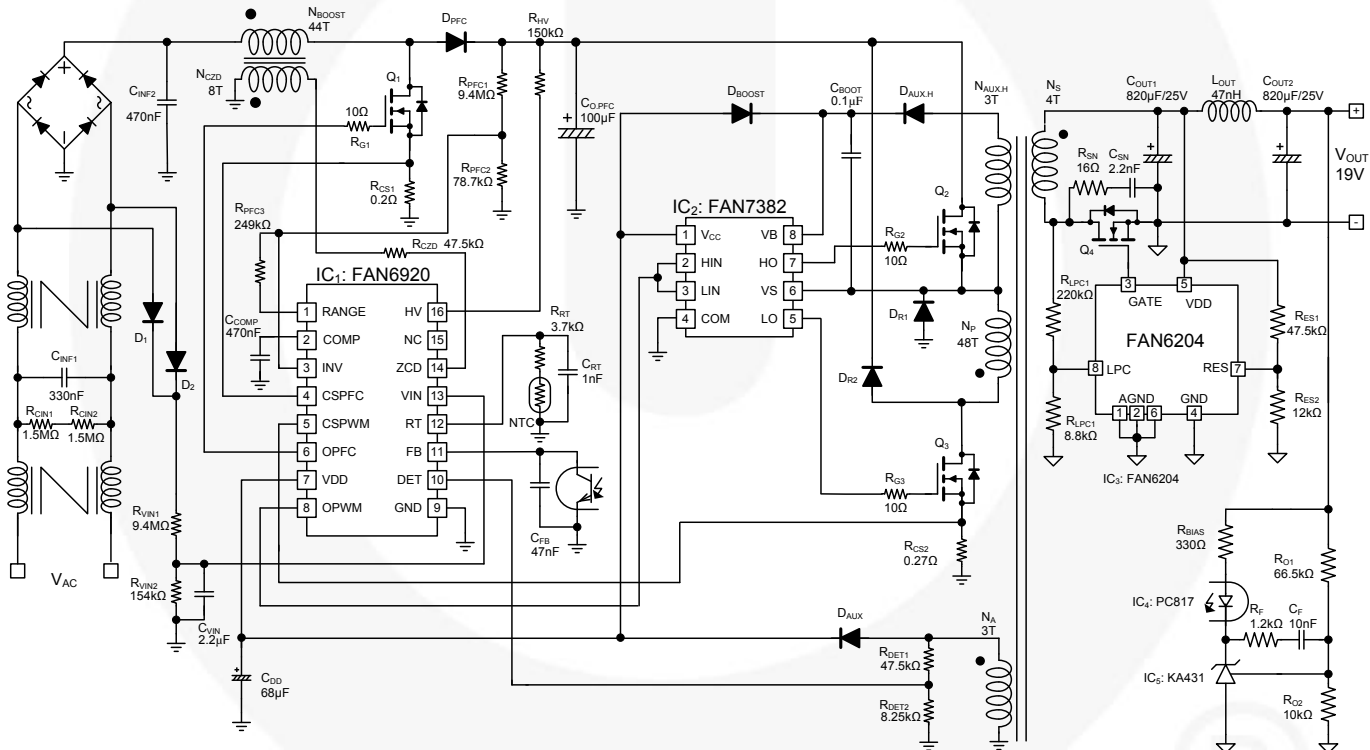 NBOOST
44T
NCZD
8T
CINF2
470nF
DPFC
RHV
150kΩ
Q1
10Ω
RG1
RPFC1
9.4MΩ
RPFC2
78.7kΩ
RCS1
0.2Ω
CO.PFC
100µF
+
RPFC3
249kΩ
RCZD 47.5kΩ
DBOOST
CBOOT
0.1µF
DAUX.H
NAUX.H
3T
NS
4T
COUT1
820µF/25V
LOUT
47nH
COUT2
820µF/25V
+
-
VOUT
19V
RSN
16Ω
CSN
2.2nF
Q4
Q2
RG2
10Ω
IC2: FAN7382
1 VCC VB 8
2 HIN HO 7
3 LIN VS 6
4 COM LO 5
DR1
DR2
NP
48T
IC1: FAN6920
1 RANGE HV 16
2 COMP NC 15
3 INV ZCD 14
4 CSPFC VIN 13
5 CSPWM RT 12
6 OPFC FB 11
7 VDD DET 10
8 OPWM GND 9
CCOMP
470nF
RRT
3.7kΩ
CRT
1nF
NTC
CFB
47nF
D1
D2
CINF1
330nF
RCIN1
1.5MΩ
RCIN2
1.5MΩ
VAC
RVIN1
9.4MΩ
RVIN2
154kΩ
CVIN
2.2µF
CDD
68µF
Q3
RG3
10Ω
RCS2
0.27Ω
DAUX
NA
3T
RDET1
47.5kΩ
RDET2
8.25kΩ
RLPC1
220kΩ
RLPC1
8.8kΩ
3
GATE
5
VDD
FAN6204
8 LPC
RES 7
AGND
1 2 6
GND
4
IC3: FAN6204
RES1
47.5kΩ
RES2
12kΩ
RBIAS
330Ω
RO1
66.5kΩ
IC4: PC817
RF
1.2kΩ
CF
10nF
IC5: KA431
RO2
10kΩ